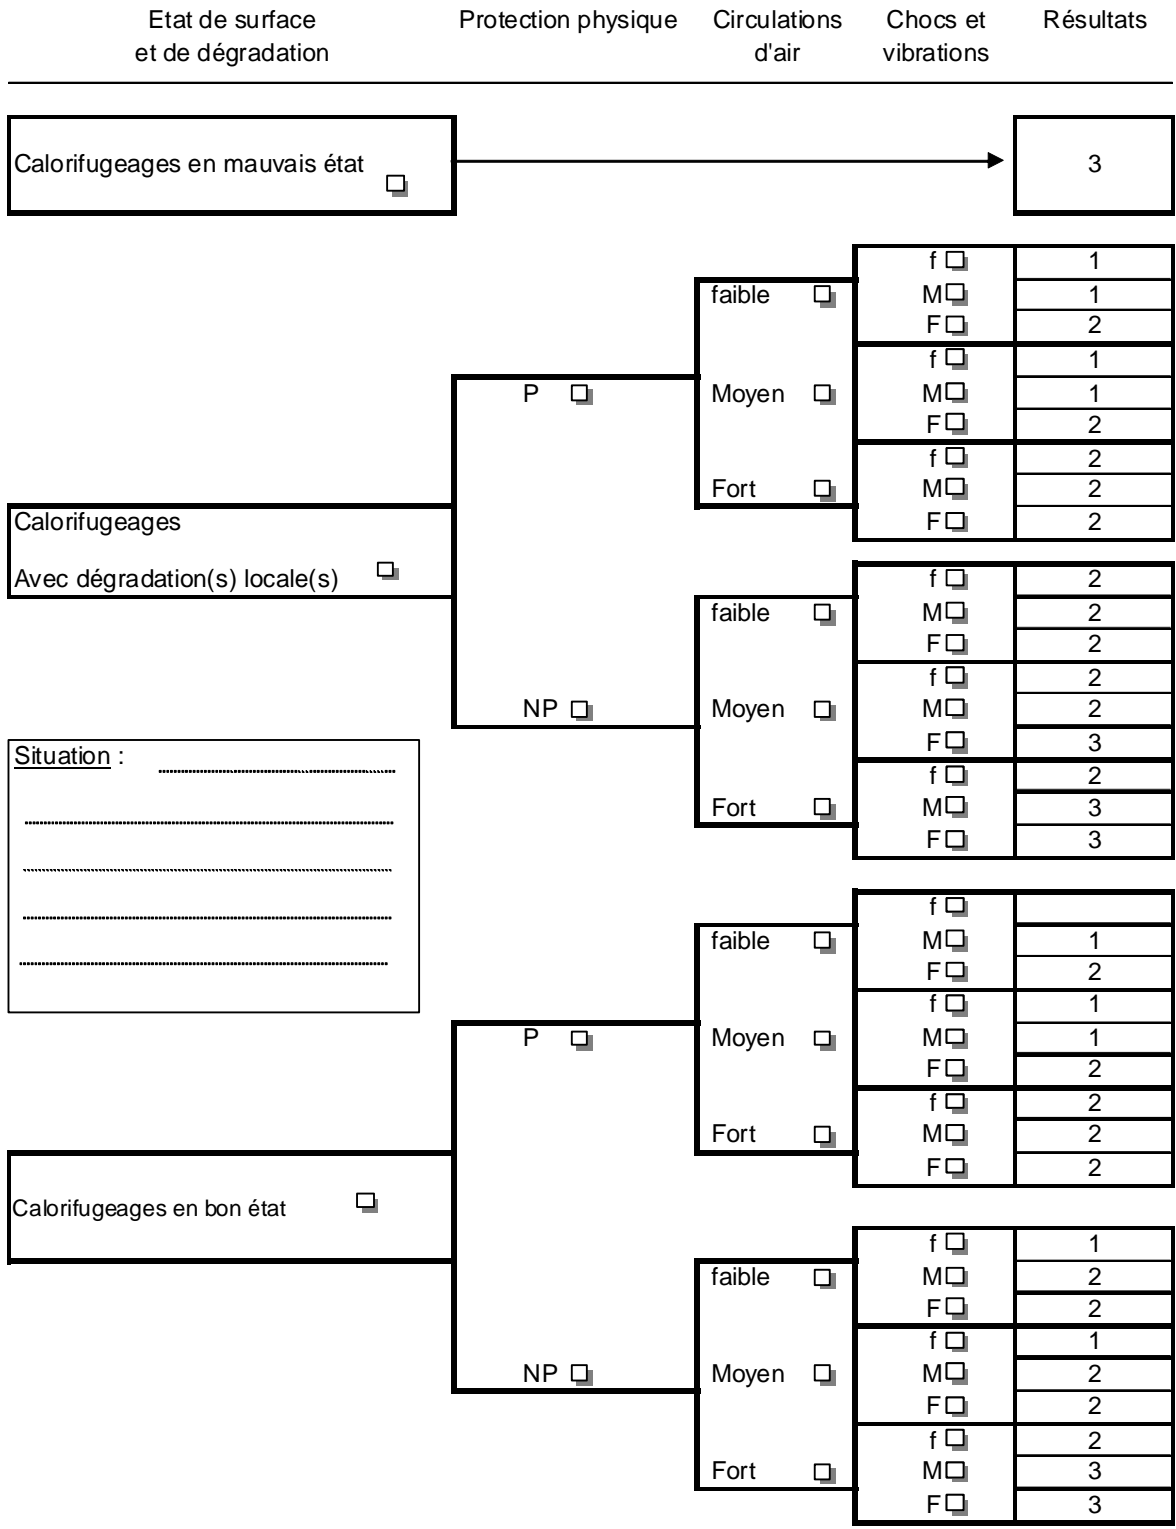 Etat de surface Protection physique Circulations Chocs et Résultats
et de dégradation d'air vibrations
Calorifugeages en mauvais état 3
f 1
faible M 1
F 2
f 1
P Moyen M 1
F 2
f 2
Fort M 2
Calorifugeages F 2
Avec dégradation(s) locale(s) f 2
faible M 2
F 2
f 2
NP Moyen M 2
F 3
Situation : f 2
Fort M 3
F 3
f
faible M 1
F 2
f 1
P Moyen M 1
F 2
f 2
Fort M 2
F 2
Calorifugeages en bon état
f 1
faible M 2
F 2
f 1
NP Moyen M 2
F 2
f 2
Fort M 3
F 3